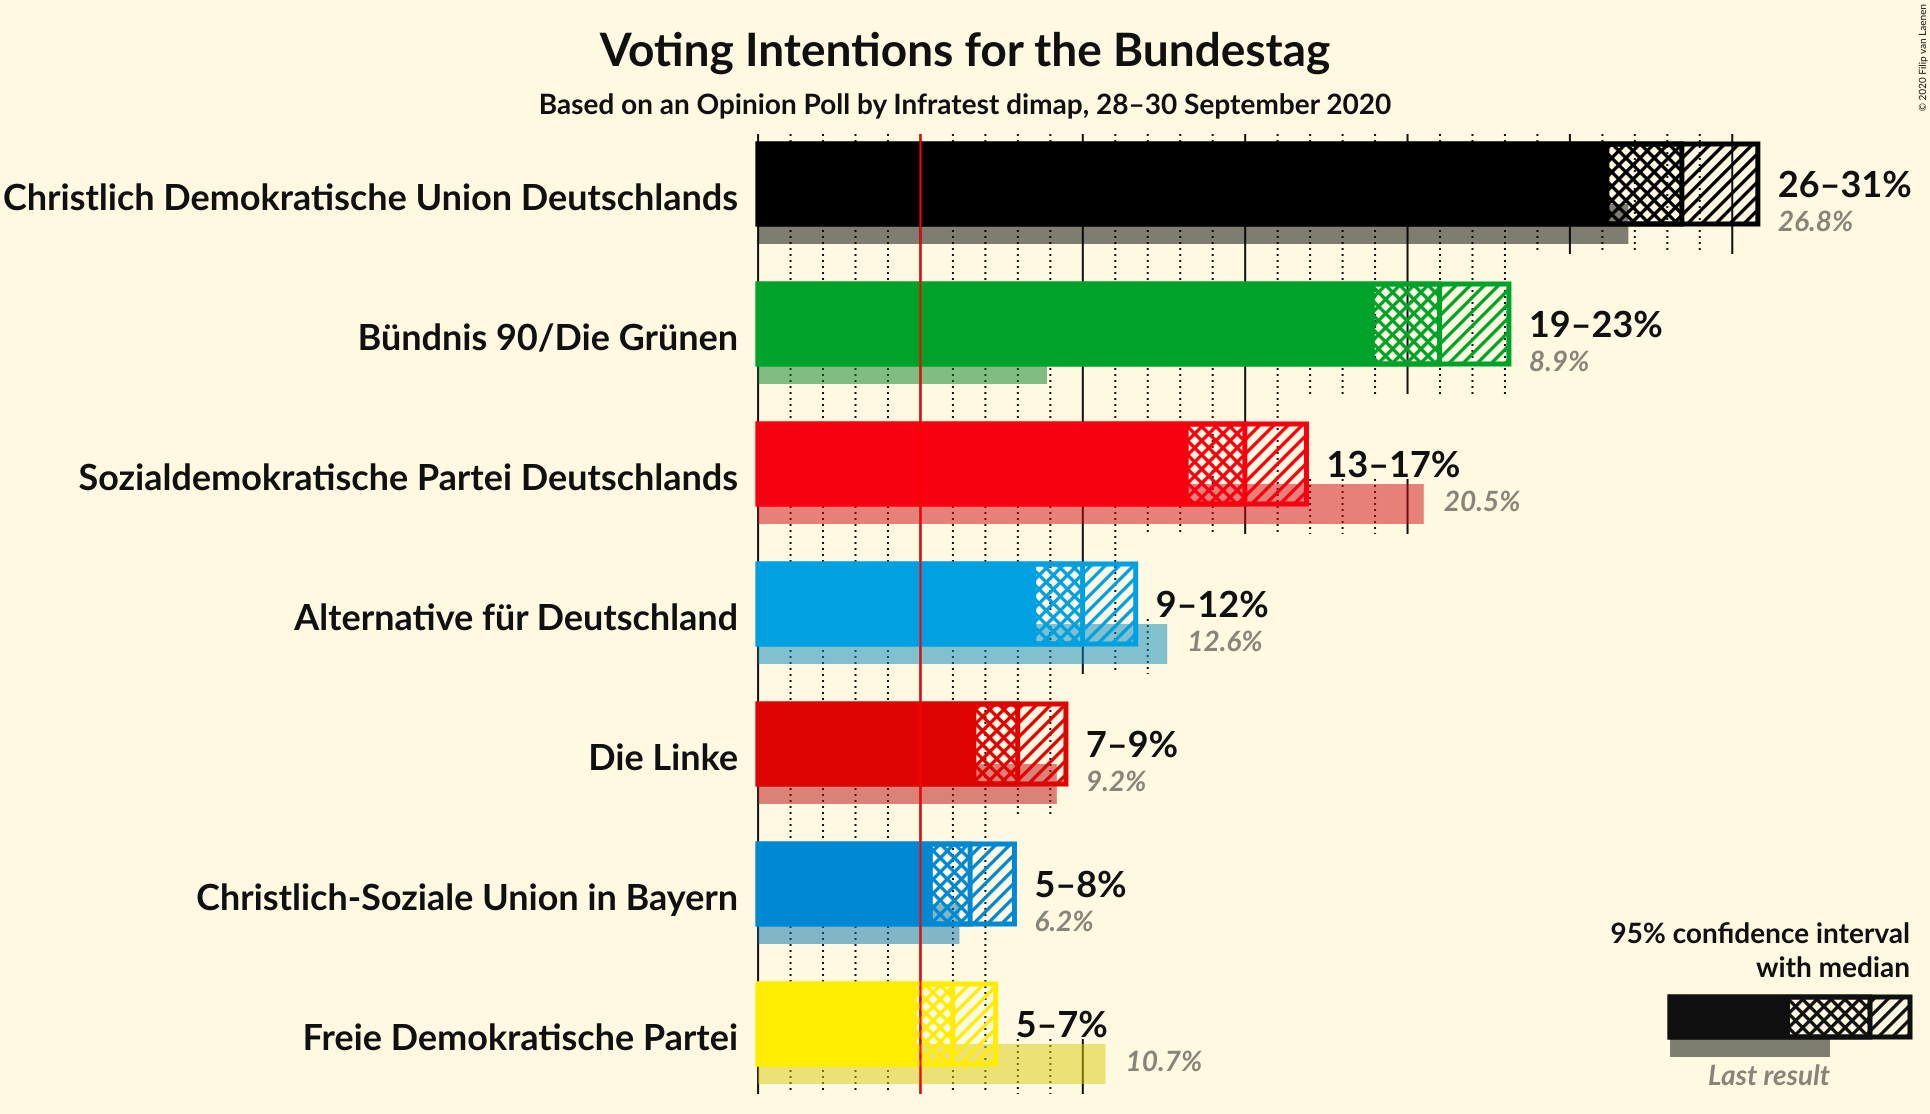 Voting Intentions for the Bundestag
Based on an Opinion Poll by Infratest dimap, 28–30 September 2020
© 2020 Filip van Laenen
Christlich Demokratische Union Deutschlands
26–31%
26.8%
Bündnis 90/Die Grünen
19–23%
8.9%
Sozialdemokratische Partei Deutschlands
13–17%
20.5%
Alternative für Deutschland
9–12%
12.6%
Die Linke
7–9%
9.2%
Christlich-Soziale Union in Bayern
5–8%
6.2%
Freie Demokratische Partei
5–7%
10.7%
95% confidence interval
with median
Last result